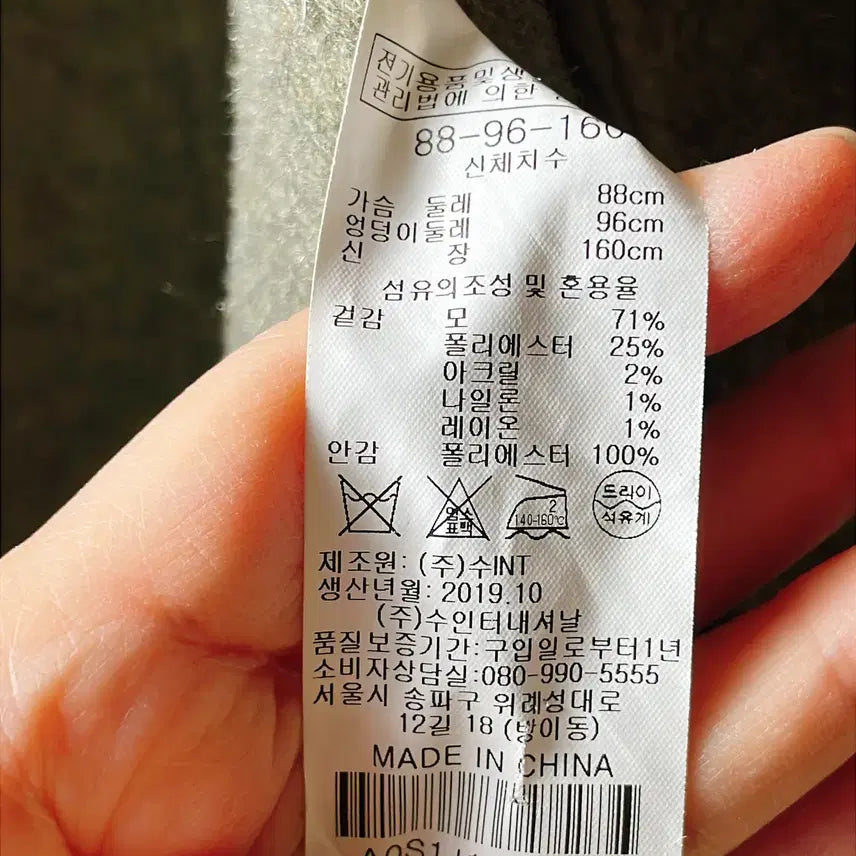 전기용품및생
관리법에 의한
88-96-160
신체치수
가슴 둘레 88cm
엉덩이둘레 96cm
신 장 160cm
섬유의조성 및 혼용율
겉감 모 71%
폴리에스터 25%
아크릴 2%
나일론 1%
레이온 1%
안감 폴리에스터 100%
염소 표백
2 140-160℃
드라이 석유계
제조원: (주)수INT
생산년월: 2019.10
(주)수인터내셔날
품질보증기간:구입일로부터1년
소비자상담실:080-990-5555
서울시 송파구 위례성대로
12길 18 (방이동)
MADE IN CHINA